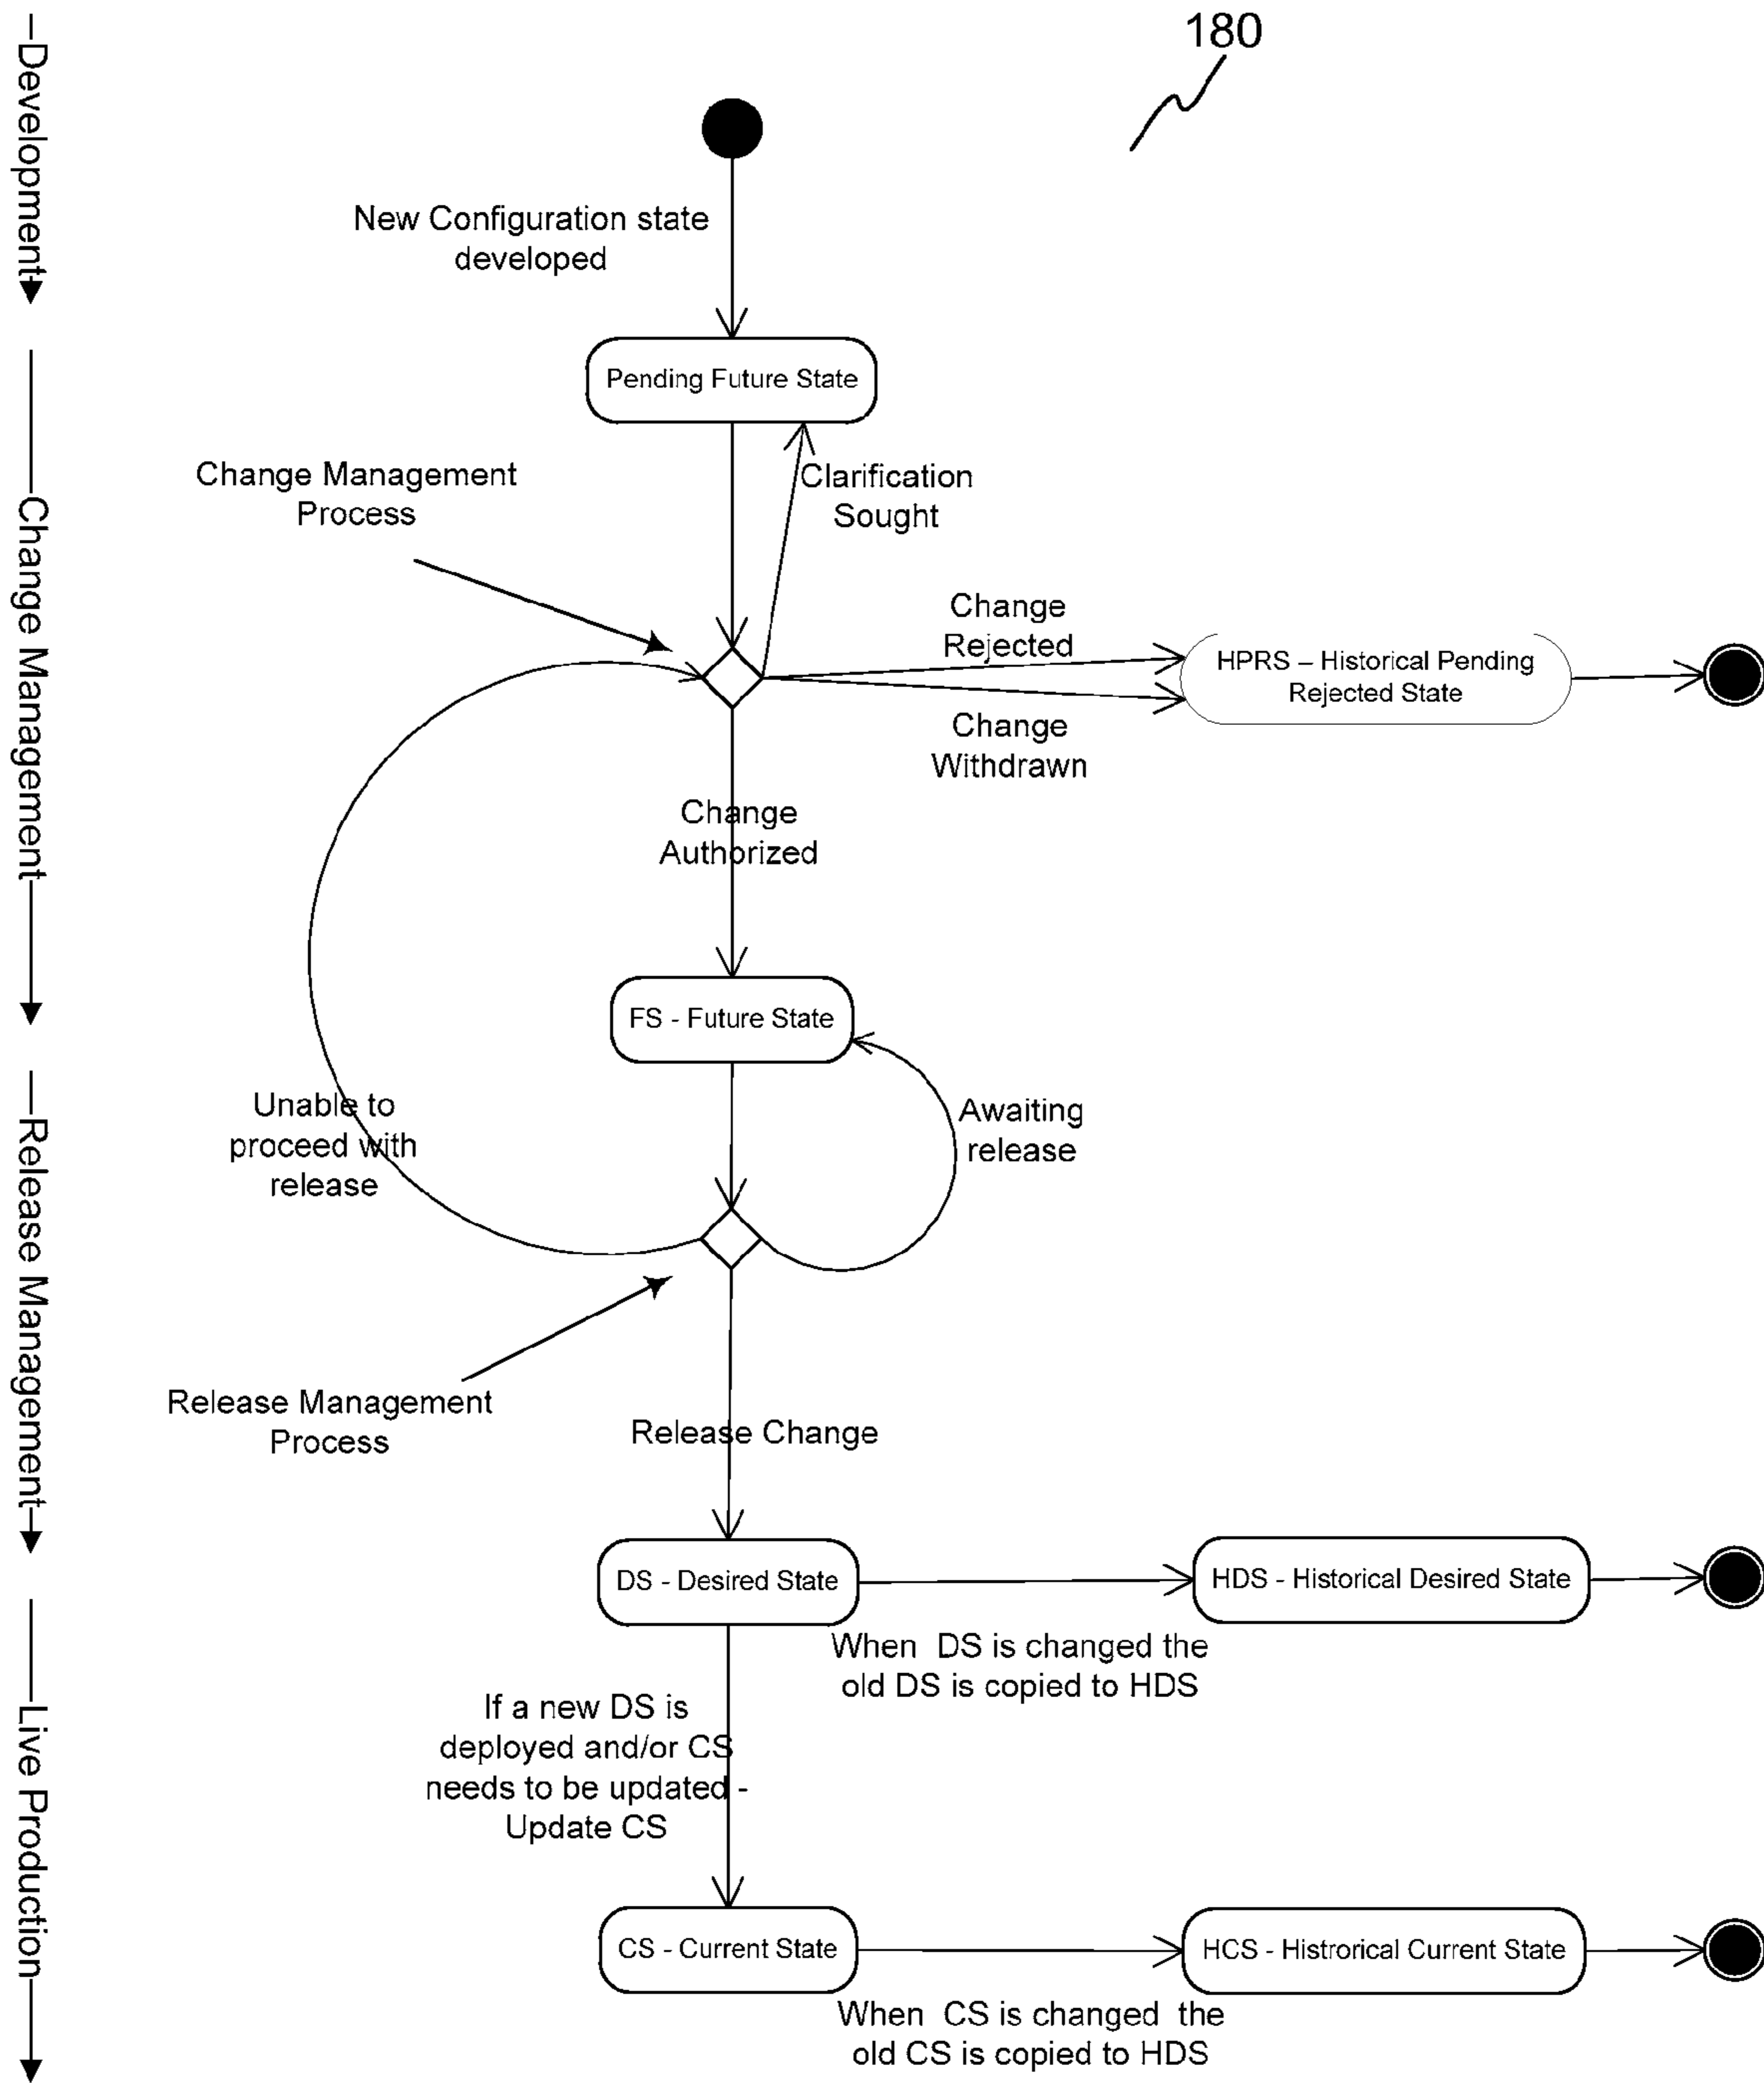 180
Development
New Configuration state
developed
Pending Future State
Change Management
Process
Clarification
Sought
Change Management
Change
Rejected
HPRS – Historical Pending
Rejected State
Change
Withdrawn
Change
Authorized
FS - Future State
Unable to
proceed with
release
Awaiting
release
Release Management
Release Management
Process
Release Change
DS - Desired State
HDS - Historical Desired State
When DS is changed the
old DS is copied to HDS
If a new DS is
deployed and/or CS
needs to be updated -
Update CS
Live Production
CS - Current State
HCS - Histrorical Current State
When CS is changed the
old CS is copied to HDS